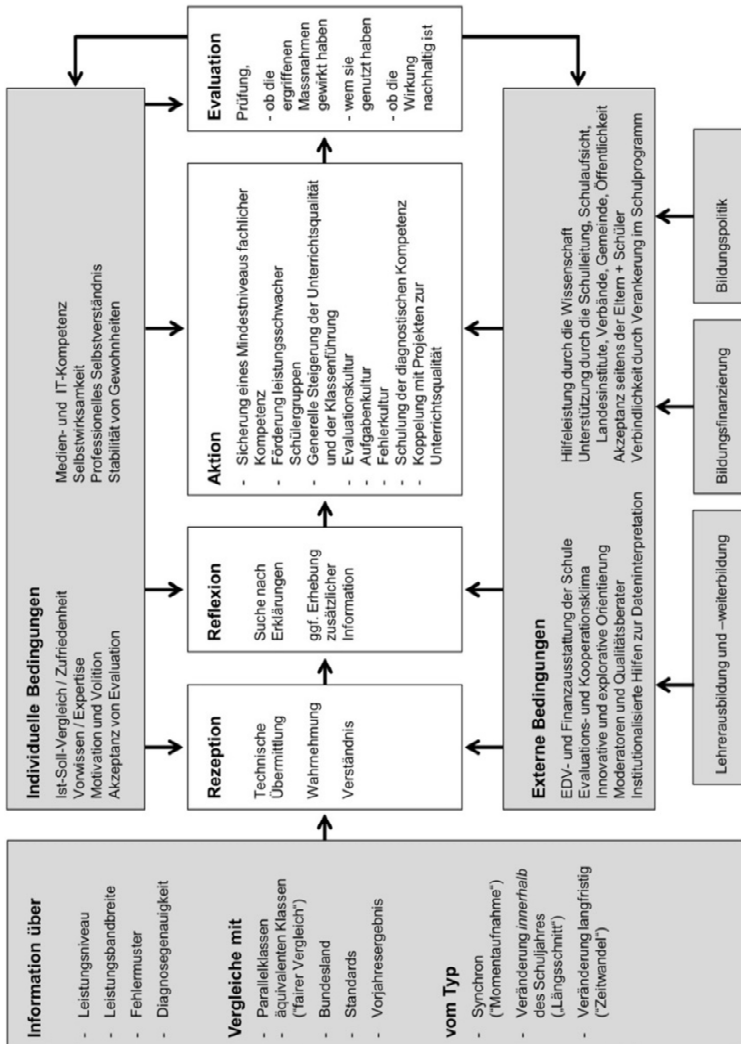 Information über
- Leistungsniveau
- Leistungsbandbreite
- Fehlermuster
- Diagnosegenauigkeit
Vergleiche mit
- Parallelklassen
- äquivalenten Klassen
("fairer Vergleich")
- Bundesland
- Standards
- Vorjahresergebnis
vom Typ
- Synchron
("Momentaufnahme")
- Veränderung innerhalb
des Schuljahres
(„Längsschnitt")
- Veränderung langfristig
("Zeitwandel")
Individuelle Bedingungen
Ist-Soll-Vergleich / Zufriedenheit
Vorwissen / Expertise
Motivation und Volition
Akzeptanz von Evaluation
Medien- und IT-Kompetenz
Selbstwirksamkeit
Professionelles Selbstverständnis
Stabilität von Gewohnheiten
Rezeption
Technische
Übermittlung
Wahrnehmung
Verständnis
Reflexion
Suche nach
Erklärungen
ggf. Erhebung
zusätzlicher
Information
Aktion
- Sicherung eines Mindestniveaus fachlicher
Kompetenz
- Förderung leistungsschwacher
Schülergruppen
- Generelle Steigerung der Unterrichtsqualität
und der Klassenführung
- Evaluationskultur
- Aufgabenkultur
- Fehlerkultur
- Schulung der diagnostischen Kompetenz
- Koppelung mit Projekten zur
Unterrichtsqualität
Evaluation
Prüfung,
- ob die
ergriffenen
Massnahmen
gewirkt haben
- wem sie
genutzt haben
- ob die
Wirkung
nachhaltig ist
Externe Bedingungen
EDV- und Finanzausstattung der Schule
Evaluations- und Kooperationsklima
Innovative und explorative Orientierung
Moderatoren und Qualitätsberater
Institutionalisierte Hilfen zur Dateninterpretation
Hilfeleistung durch die Wissenschaft
Unterstützung durch die Schulleitung, Schulaufsicht,
Landesinstitute, Verbände, Gemeinde, Öffentlichkeit
Akzeptanz seitens der Eltern + Schüler
Verbindlichkeit durch Verankerung im Schulprogramm
Lehrerausbildung und –weiterbildung
Bildungsfinanzierung
Bildungspolitik